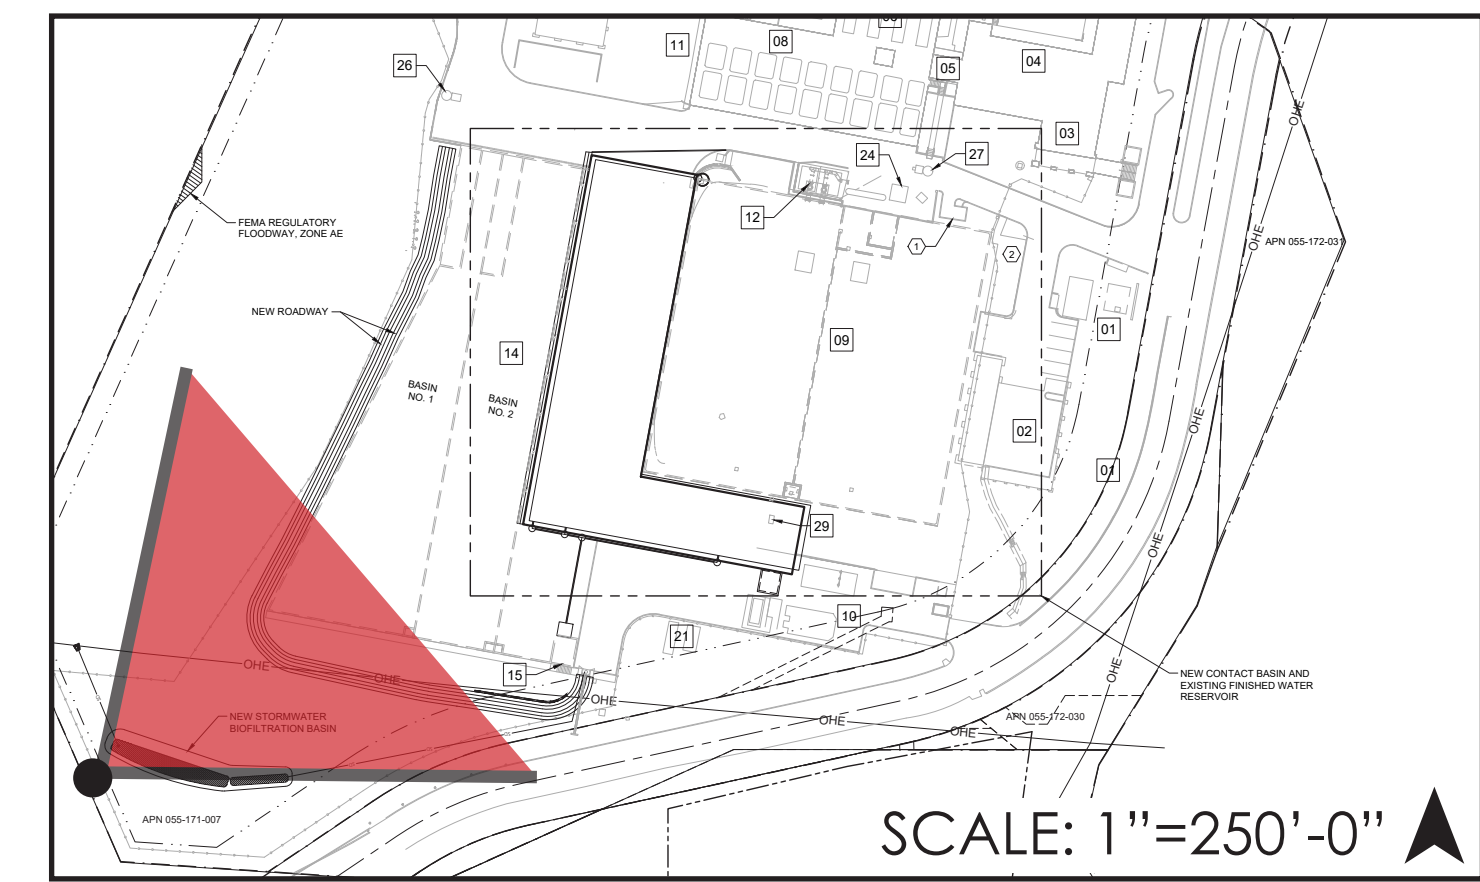 11
08
05
04
26
03
24
27
12
1
2
OHE
FEMA REGULATORY
FLOODWAY, ZONE AE
OHE
APN 055-172-031
NEW ROADWAY
14
09
01
BASIN
NO. 1
BASIN
NO. 2
OHE
02
01
29
OHE
10
21
OHE
OHE
15
OHE
OHE
NEW CONTACT BASIN AND
EXISTING FINISHED WATER
RESERVOIR
NEW STORMWATER
BIOFILTRATION BASIN
OHE
APN 055-172-030
OHE
APN 055-171-007
SCALE: 1”=250’-0”